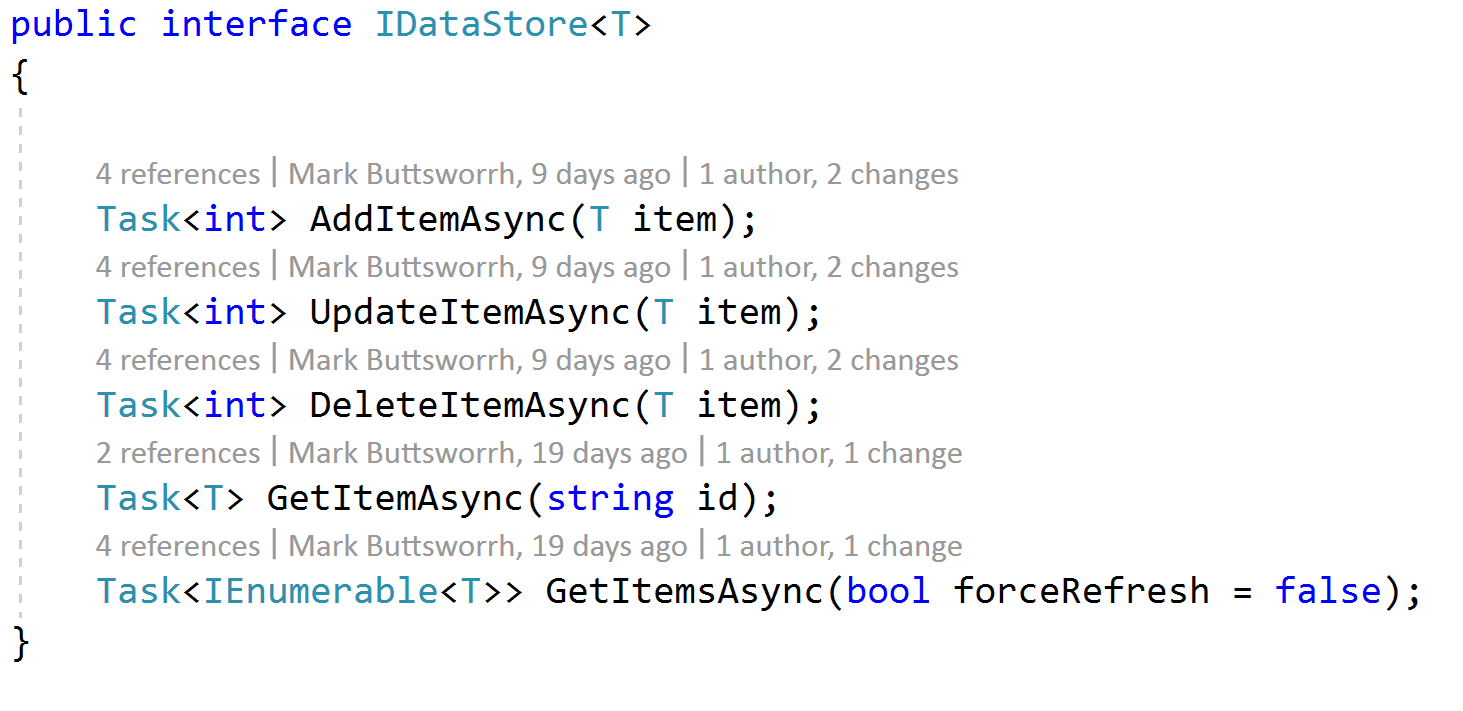 public interface IDataStore<T>
{
4 references | Mark Buttsworrh, 9 days ago | 1 author, 2 changes
Task<int> AddItemAsync(T item);
4 references | Mark Buttsworrh, 9 days ago | 1 author, 2 changes
Task<int> UpdateItemAsync(T item);
4 references | Mark Buttsworrh, 9 days ago | 1 author, 2 changes
Task<int> DeleteItemAsync(T item);
2 references | Mark Buttsworrh, 19 days ago | 1 author, 1 change
Task<T> GetItemAsync(string id);
4 references | Mark Buttsworrh, 19 days ago | 1 author, 1 change
Task<IEnumerable<T>> GetItemsAsync(bool forceRefresh = false);
}